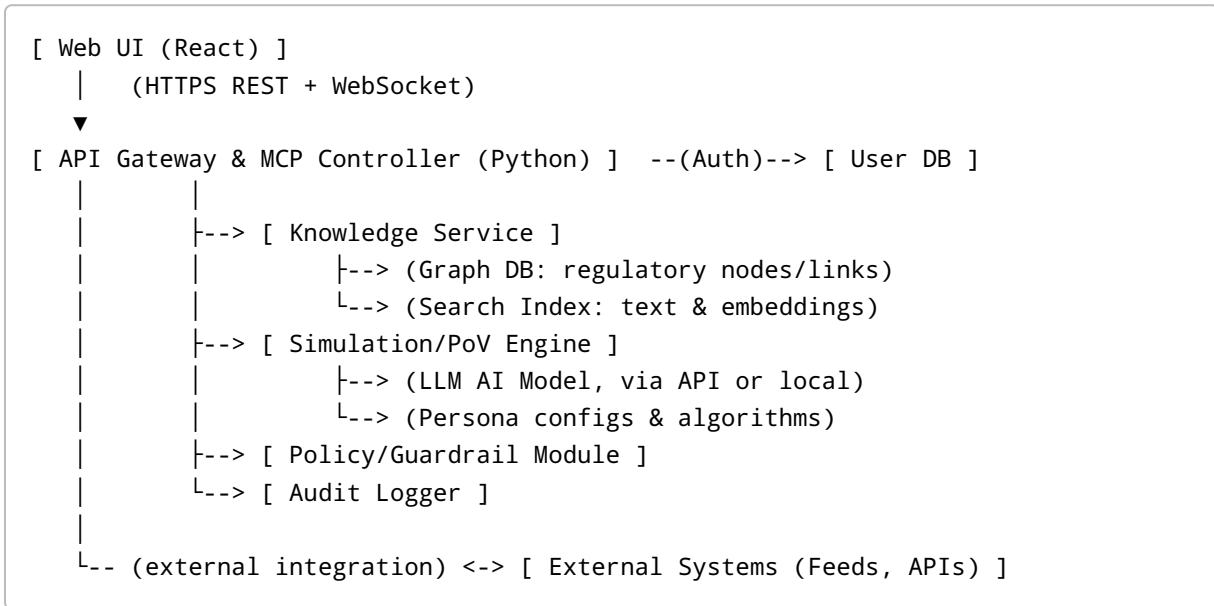 [ Web UI (React) ]
   │   (HTTPS REST + WebSocket)
   ▼
[ API Gateway & MCP Controller (Python) ]  --(Auth)--> [ User DB ]
   │       │
   │       ├--> [ Knowledge Service ]
   │       │        ├--> (Graph DB: regulatory nodes/links)
   │       │        └--> (Search Index: text & embeddings)
   │       ├--> [ Simulation/PoV Engine ]
   │       │        ├--> (LLM AI Model, via API or local)
   │       │        └--> (Persona configs & algorithms)
   │       ├--> [ Policy/Guardrail Module ]
   │       └--> [ Audit Logger ]
   │
   └-- (external integration) <-> [ External Systems (Feeds, APIs) ]